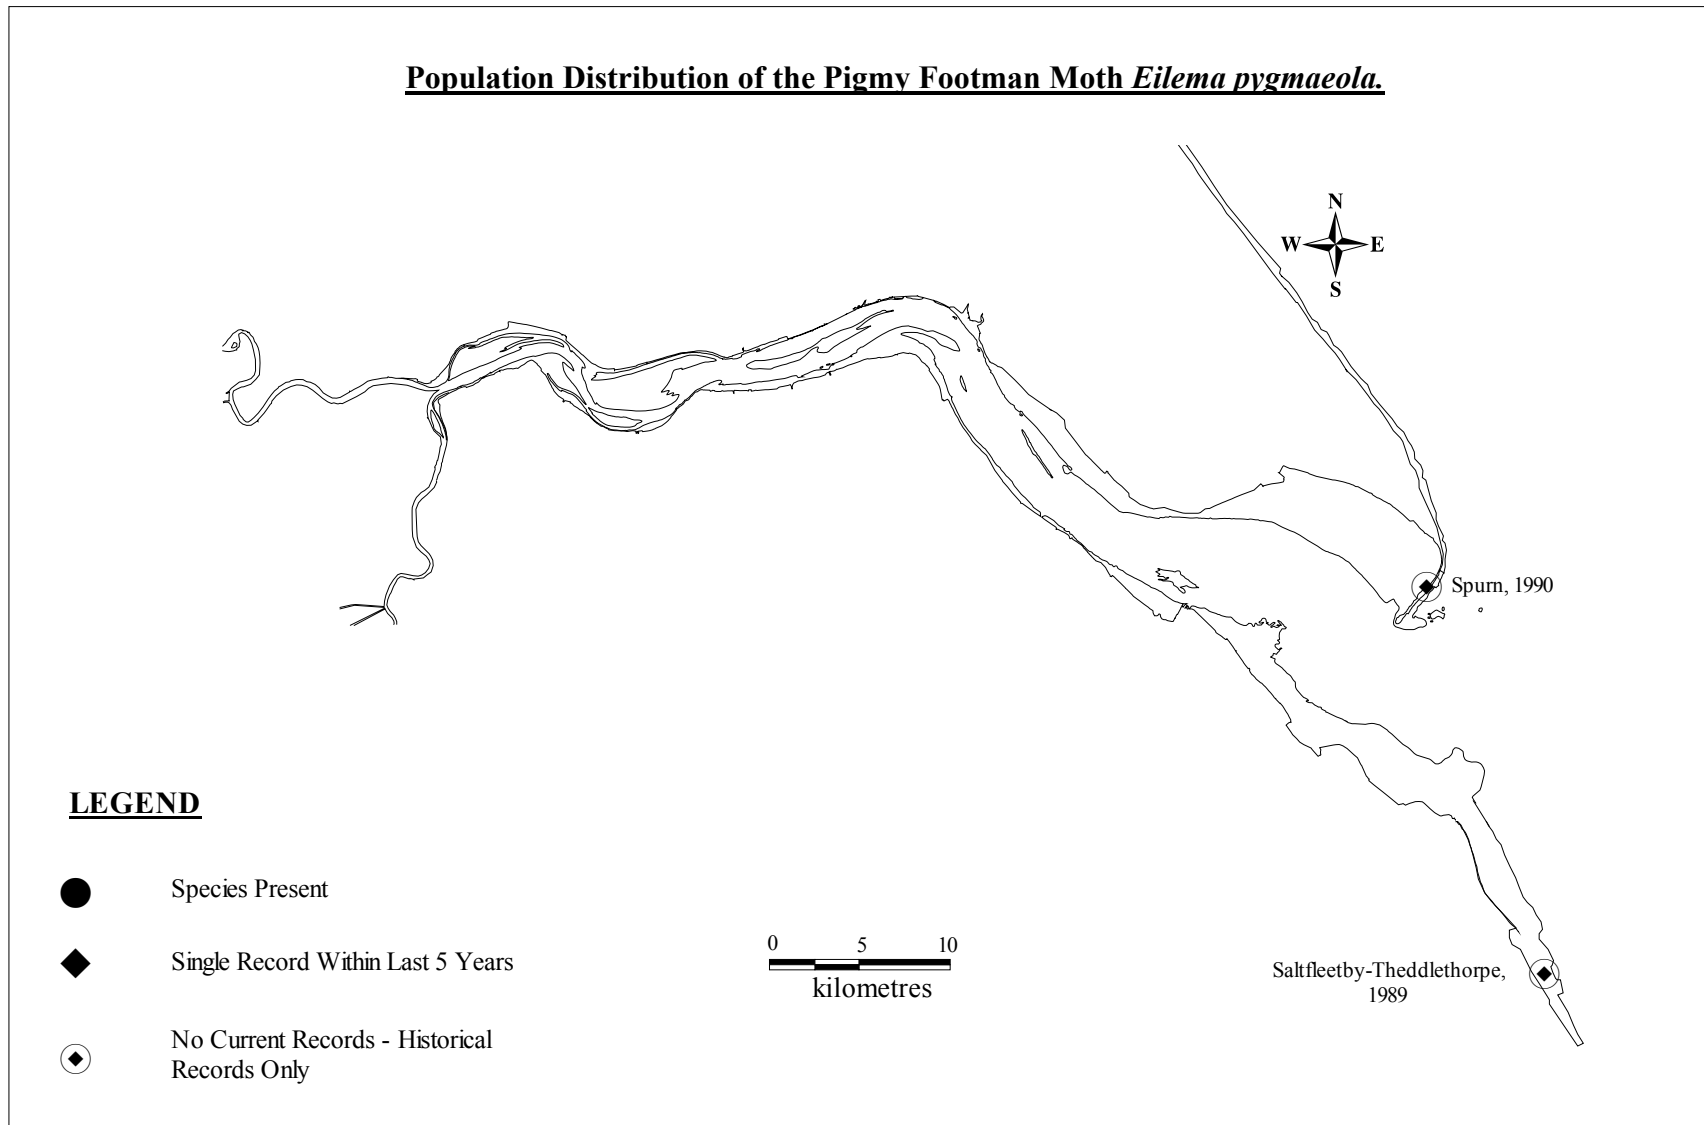 Population Distribution of the Pigmy Footman Moth Eilema pygmaeola.
N
W E
S
Spurn, 1990
LEGEND
Species Present
Single Record Within Last 5 Years
No Current Records - Historical
Records Only
0 5 10
kilometres
Saltfleetby-Theddlethorpe,
1989